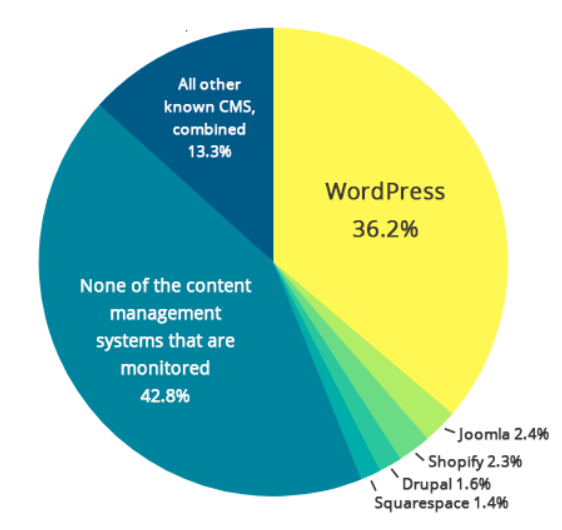 All other
known CMS,
combined
13.3%
WordPress
36.2%
None of the content
management
systems that are
monitored
42.8%
Joomla 2.4%
Shopify 2.3%
Drupal 1.6%
Squarespace 1.4%